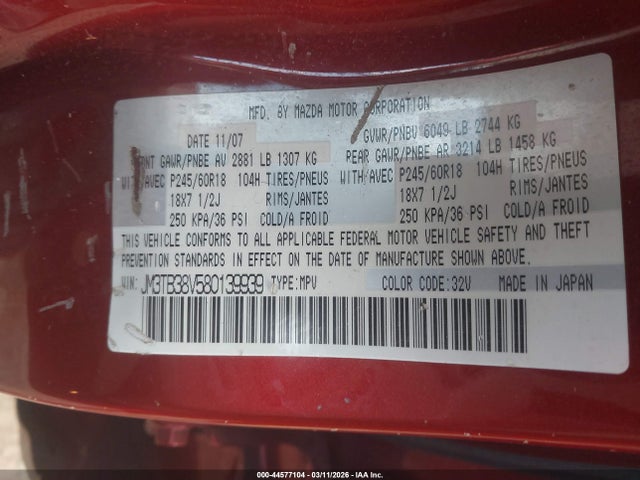 MFD. BY MAZDA MOTOR CORPORATION
DATE 11/07 GVWR/PNBV 6049 LB 2744 KG
FRNT GAWR/PNBE AV 2881 LB 1307 KG REAR GAWR/PNBE AR 3214 LB 1458 KG
WITH/AVEC P245/60R18 104H TIRES/PNEUS WITH/AVEC P245/60R18 104H TIRES/PNEUS
18X7 1/2J RIMS/JANTES 18X7 1/2J RIMS/JANTES
250 KPA/36 PSI COLD/A FROID 250 KPA/36 PSI COLD/A FROID
THIS VEHICLE CONFORMS TO ALL APPLICABLE FEDERAL MOTOR VEHICLE SAFETY AND THEFT
PREVENTION STANDARDS IN EFFECT ON THE DATE OF MANUFACTURE SHOWN ABOVE.
VIN: JM3TB38V580139939 TYPE:MPV COLOR CODE:32V MADE IN JAPAN
000-44577104 - 03/11/2026 - IAA Inc.